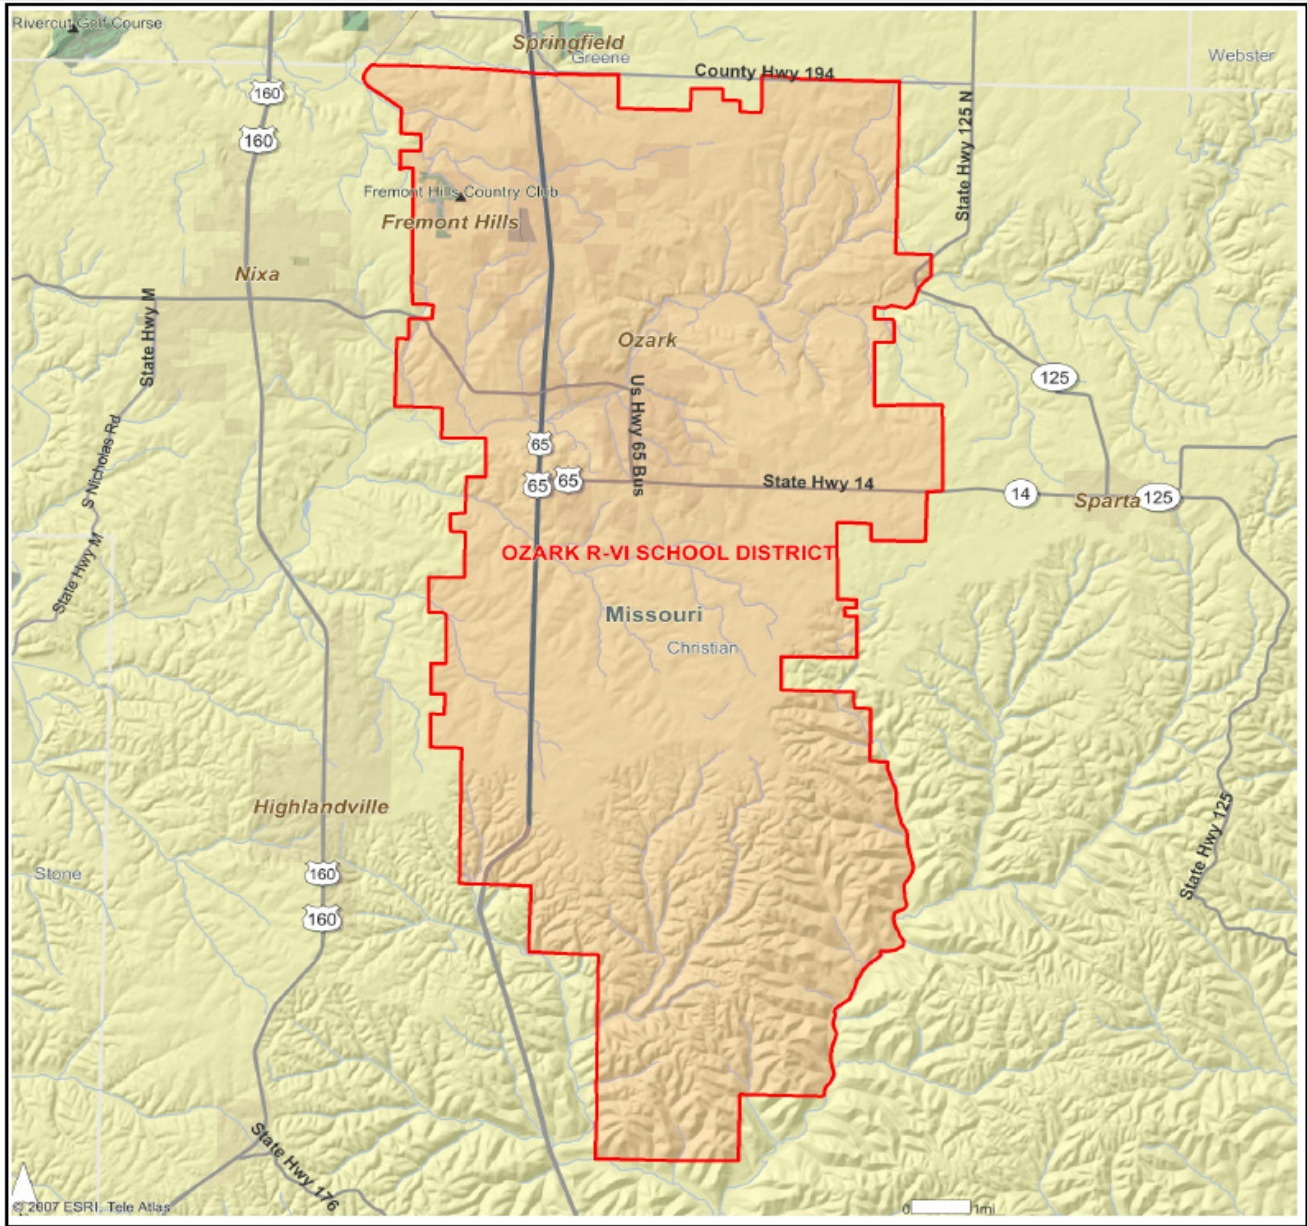 Rivercut Golf Course
Springfield
Greene
County Hwy 194
Webster
160
160
State Hwy 125 N
Fremont Hills Country Club
Fremont Hills
Nixa
State Hwy M
Ozark
125
Us Hwy 65 Bus
S Nicholas Rd
65
65
65
State Hwy 14
14
Sparta
125
OZARK R-VI SCHOOL DISTRICT
State Hwy M
Missouri
Christian
Highlandville
State Hwy 125
Stone
160
160
State Hwy 176
© 2007 ESRI, Tele Atlas
0 1mi